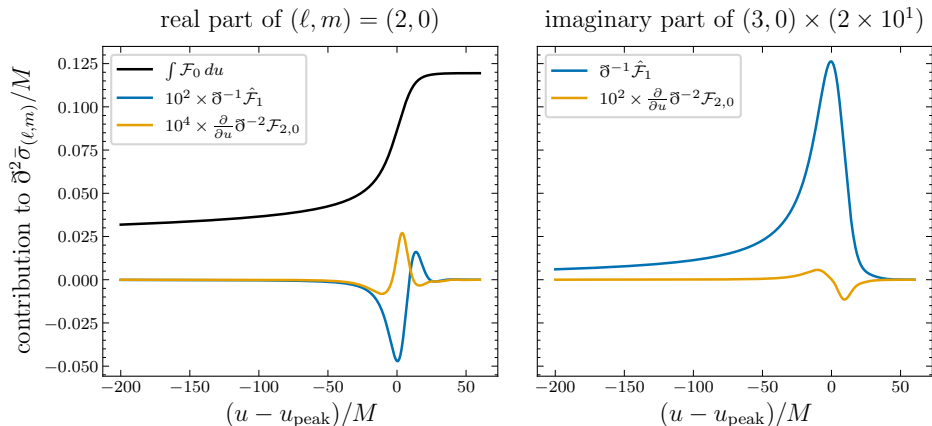 real part of (ℓ, m) = (2, 0)
imaginary part of (3, 0) × (2 × 10¹)
contribution to ð̄²σ̄₍ℓ,m₎/M
0.125
0.100
0.075
0.050
0.025
0.000
−0.025
−0.050
∫ℱ₀ du
10² × ð̄⁻¹ℱ̂₁
10⁴ × ∂/∂u ð̄⁻²ℱ₂,₀
ð̄⁻¹ℱ̂₁
10² × ∂/∂u ð̄⁻²ℱ₂,₀
−200 −150 −100 −50 0 50
−200 −150 −100 −50 0 50
(u − u_peak)/M
(u − u_peak)/M